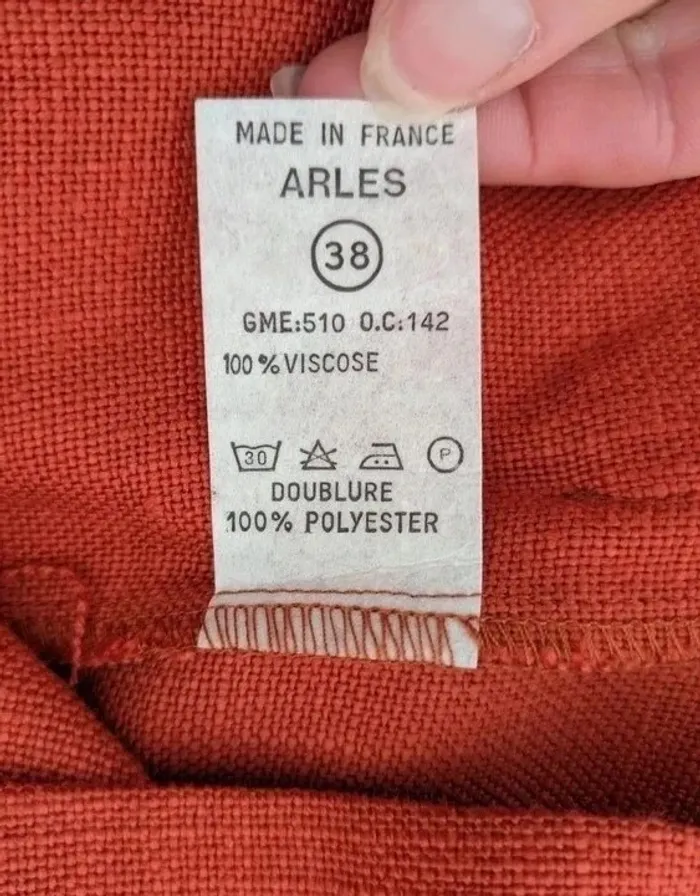 MADE IN FRANCE
ARLES
38
GME:510 O.C:142
100%VISCOSE
30 P
DOUBLURE
100% POLYESTER